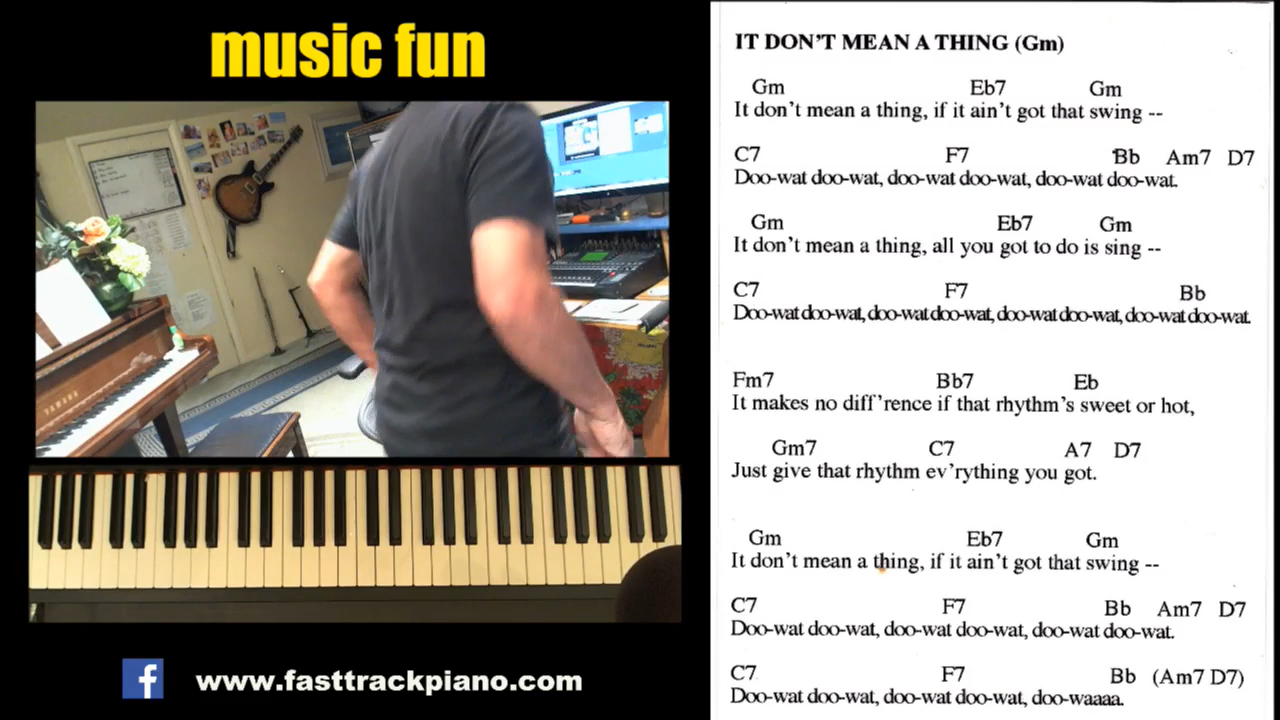 music fun
YAMAHA
f www.fasttrackpiano.com
IT DON'T MEAN A THING (Gm)
Gm Eb7 Gm
It don't mean a thing, if it ain't got that swing --
C7 F7 Bb Am7 D7
Doo-wat doo-wat, doo-wat doo-wat, doo-wat doo-wat.
Gm Eb7 Gm
It don't mean a thing, all you got to do is sing --
C7 F7 Bb
Doo-wat doo-wat, doo-wat doo-wat, doo-wat doo-wat, doo-wat doo-wat.
Fm7 Bb7 Eb
It makes no diff'rence if that rhythm's sweet or hot,
Gm7 C7 A7 D7
Just give that rhythm ev'rything you got.
Gm Eb7 Gm
It don't mean a thing, if it ain't got that swing --
C7 F7 Bb Am7 D7
Doo-wat doo-wat, doo-wat doo-wat, doo-wat doo-wat.
C7 F7 Bb (Am7 D7)
Doo-wat doo-wat, doo-wat doo-wat, doo-waaaa.